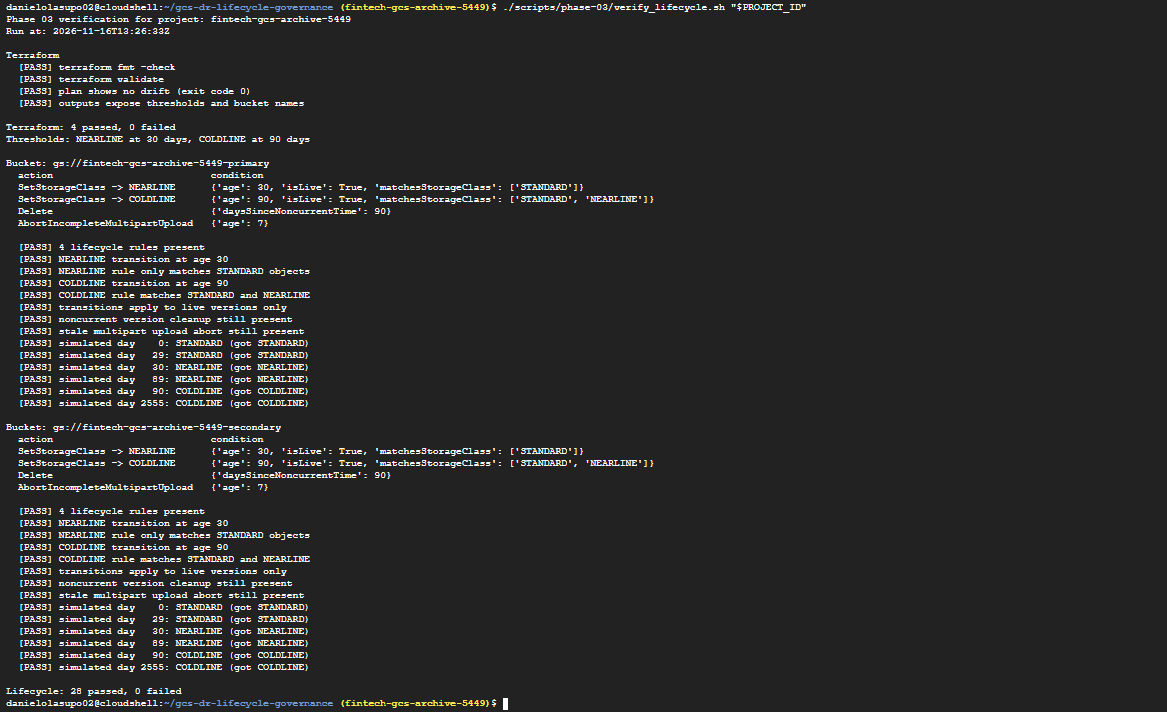 danielolasupo02@cloudshell:~/gcs-dr-lifecycle-governance (fintech-gcs-archive-5449)$ ./scripts/phase-03/verify_lifecycle.sh "$PROJECT_ID"
Phase 03 verification for project: fintech-gcs-archive-5449
Run at: 2026-11-16T13:26:33Z

Terraform
  [PASS] terraform fmt -check
  [PASS] terraform validate
  [PASS] plan shows no drift (exit code 0)
  [PASS] outputs expose thresholds and bucket names

Terraform: 4 passed, 0 failed
Thresholds: NEARLINE at 30 days, COLDLINE at 90 days

Bucket: gs://fintech-gcs-archive-5449-primary
  action                        condition
  SetStorageClass -> NEARLINE   {'age': 30, 'isLive': True, 'matchesStorageClass': ['STANDARD']}
  SetStorageClass -> COLDLINE   {'age': 90, 'isLive': True, 'matchesStorageClass': ['STANDARD', 'NEARLINE']}
  Delete                        {'daysSinceNoncurrentTime': 90}
  AbortIncompleteMultipartUpload  {'age': 7}

  [PASS] 4 lifecycle rules present
  [PASS] NEARLINE transition at age 30
  [PASS] NEARLINE rule only matches STANDARD objects
  [PASS] COLDLINE transition at age 90
  [PASS] COLDLINE rule matches STANDARD and NEARLINE
  [PASS] transitions apply to live versions only
  [PASS] noncurrent version cleanup still present
  [PASS] stale multipart upload abort still present
  [PASS] simulated day    0: STANDARD (got STANDARD)
  [PASS] simulated day   29: STANDARD (got STANDARD)
  [PASS] simulated day   30: NEARLINE (got NEARLINE)
  [PASS] simulated day   89: NEARLINE (got NEARLINE)
  [PASS] simulated day   90: COLDLINE (got COLDLINE)
  [PASS] simulated day 2555: COLDLINE (got COLDLINE)

Bucket: gs://fintech-gcs-archive-5449-secondary
  action                        condition
  SetStorageClass -> NEARLINE   {'age': 30, 'isLive': True, 'matchesStorageClass': ['STANDARD']}
  SetStorageClass -> COLDLINE   {'age': 90, 'isLive': True, 'matchesStorageClass': ['STANDARD', 'NEARLINE']}
  Delete                        {'daysSinceNoncurrentTime': 90}
  AbortIncompleteMultipartUpload  {'age': 7}

  [PASS] 4 lifecycle rules present
  [PASS] NEARLINE transition at age 30
  [PASS] NEARLINE rule only matches STANDARD objects
  [PASS] COLDLINE transition at age 90
  [PASS] COLDLINE rule matches STANDARD and NEARLINE
  [PASS] transitions apply to live versions only
  [PASS] noncurrent version cleanup still present
  [PASS] stale multipart upload abort still present
  [PASS] simulated day    0: STANDARD (got STANDARD)
  [PASS] simulated day   29: STANDARD (got STANDARD)
  [PASS] simulated day   30: NEARLINE (got NEARLINE)
  [PASS] simulated day   89: NEARLINE (got NEARLINE)
  [PASS] simulated day   90: COLDLINE (got COLDLINE)
  [PASS] simulated day 2555: COLDLINE (got COLDLINE)

Lifecycle: 28 passed, 0 failed
danielolasupo02@cloudshell:~/gcs-dr-lifecycle-governance (fintech-gcs-archive-5449)$